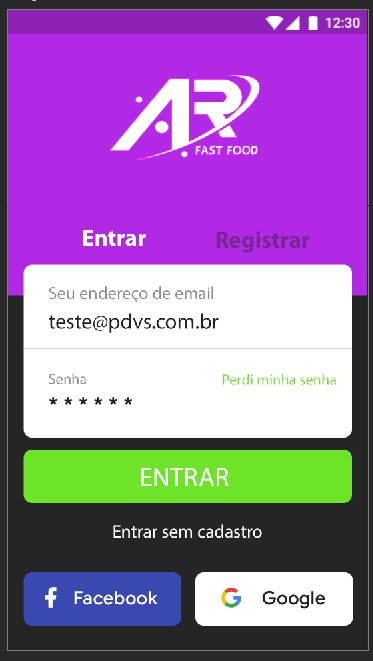 12:30
AR
FAST FOOD
Entrar Registrar
Seu endereço de email
teste@pdvs.com.br
Senha Perdi minha senha
* * * * * *
ENTRAR
Entrar sem cadastro
Facebook Google